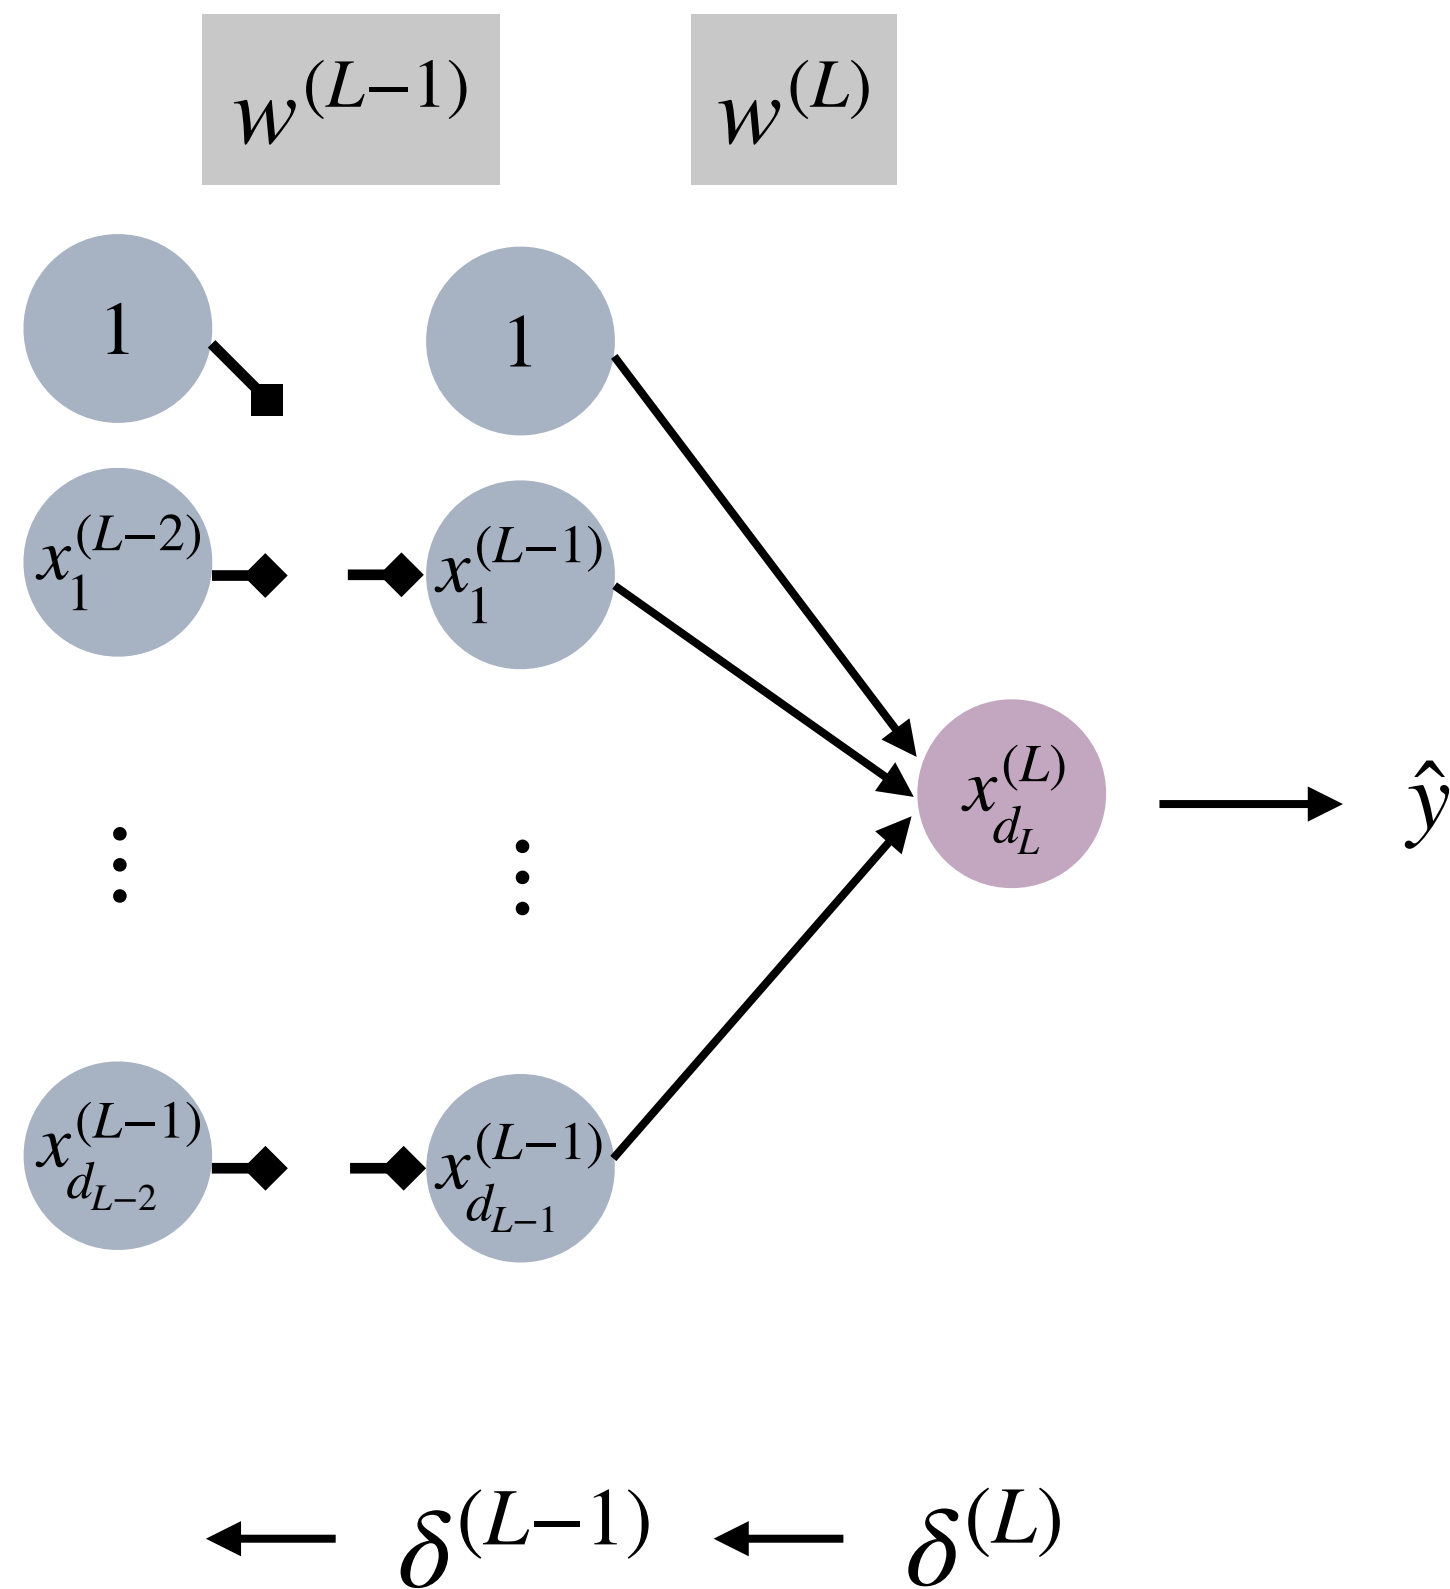 w^(L−1) w^(L)
1 1
x_1^(L−2) x_1^(L−1)
x_{d_L}^(L) ŷ
⋮ ⋮
x_{d_{L−2}}^(L−1) x_{d_{L−1}}^(L−1)
δ^(L−1) δ^(L)